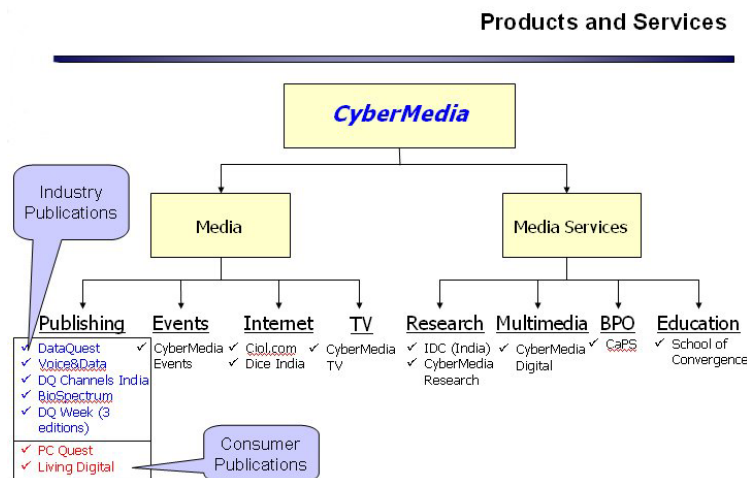 Products and Services
CyberMedia
Industry
Publications
Media
Media Services
Publishing
DataQuest
Voice&Data
DQ Channels India
BioSpectrum
DQ Week (3
editions)
PC Quest
Living Digital
Consumer
Publications
Events
CyberMedia
Events
Internet
Ciol.com
Dice India
TV
CyberMedia
TV
Research
IDC (India)
CyberMedia
Research
Multimedia
CyberMedia
Digital
BPO
CaPS
Education
School of
Convergence